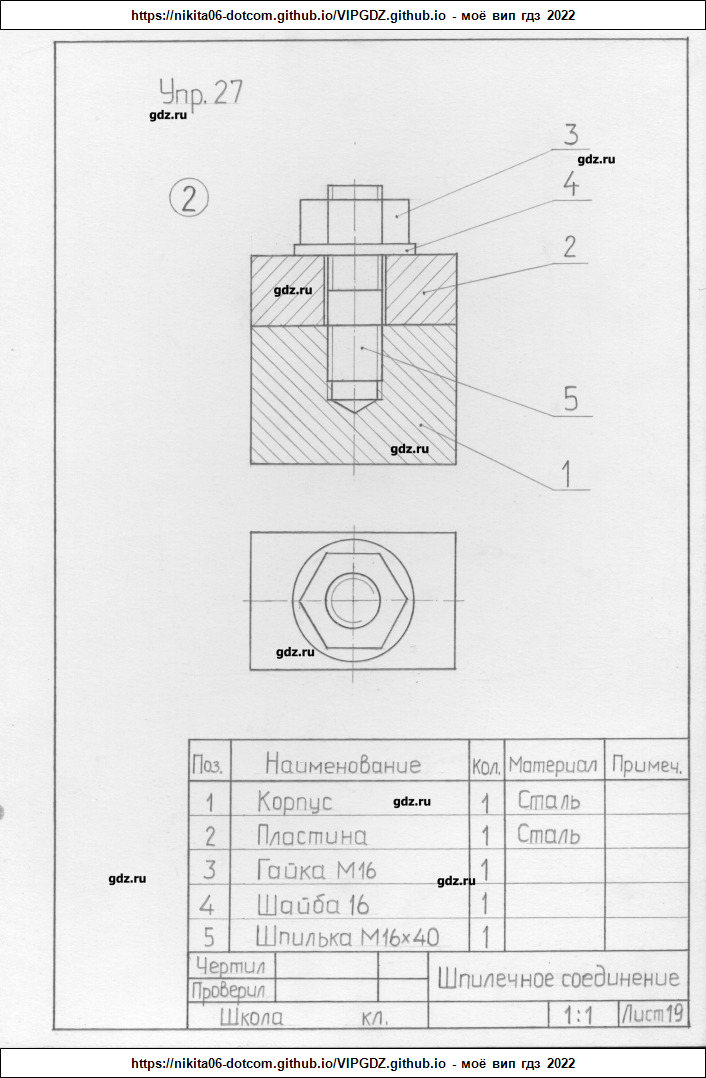 https://nikita06-dotcom.github.io/VIPGDZ.github.io - моё вип гдз 2022
Упр. 27
gdz.ru
3
gdz.ru
2
4
2
gdz.ru
5
gdz.ru
1
gdz.ru
Поз. Наименование Кол. Материал Примеч.
1 Корпус gdz.ru 1 Сталь
2 Пластина 1 Сталь
3 Гайка М16 1
gdz.ru gdz.ru
4 Шайба 16 1
5 Шпилька М16х40 1
Чертил
Шпилечное соединение
Проверил
Школа кл. 1:1 Лист19
https://nikita06-dotcom.github.io/VIPGDZ.github.io - моё вип гдз 2022